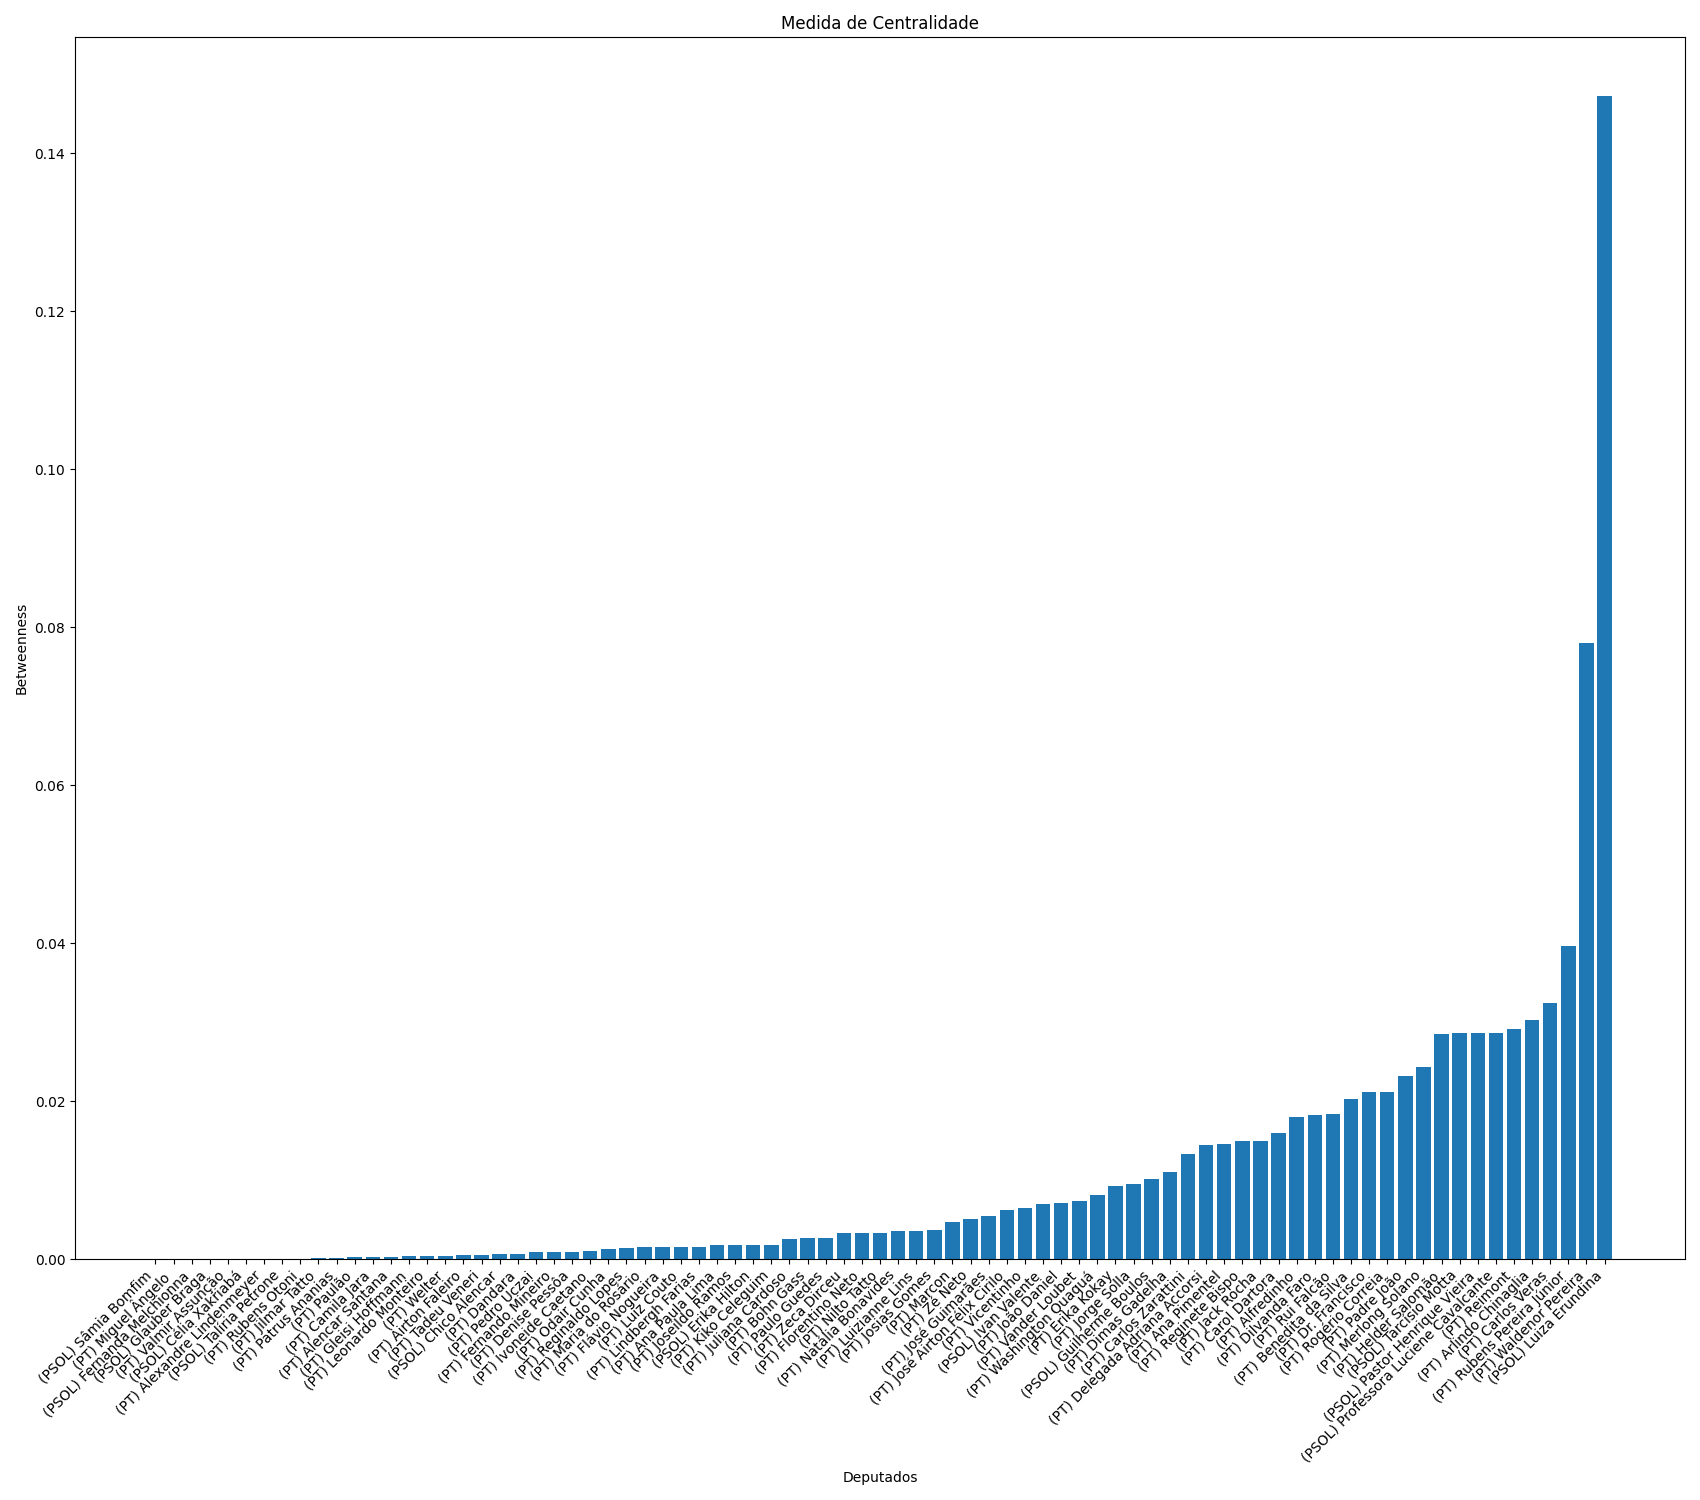 Medida de Centralidade
0.14
0.12
0.10
0.08
0.06
0.04
0.02
0.00
Betweenness
(PSOL) Sâmia Bomfim
(PT) Miguel Ângelo
(PSOL) Fernanda Melchionna
(PSOL) Glauber Braga
(PT) Valmir Assunção
(PSOL) Célia Xakriabá
(PT) Alexandre Lindenmeyer
(PSOL) Talíria Petrone
(PT) Rubens Otoni
(PT) Jilmar Tatto
(PT) Patrus Ananias
(PT) Paulão
(PT) Camila Jara
(PT) Alencar Santana
(PT) Gleisi Hoffmann
(PT) Leonardo Monteiro
(PT) Welter
(PT) Airton Faleiro
(PT) Tadeu Veneri
(PSOL) Chico Alencar
(PT) Dandara
(PT) Pedro Uczai
(PT) Fernando Mineiro
(PT) Denise Pessôa
(PT) Ivoneide Caetano
(PT) Odair Cunha
(PT) Reginaldo Lopes
(PT) Maria do Rosário
(PT) Flávio Nogueira
(PT) Luiz Couto
(PT) Lindbergh Farias
(PT) Ana Paula Lima
(PT) Joseildo Ramos
(PSOL) Erika Hilton
(PT) Kiko Celeguim
(PT) Juliana Cardoso
(PT) Bohn Gass
(PT) Paulo Guedes
(PT) Zeca Dirceu
(PT) Florentino Neto
(PT) Nilto Tatto
(PT) Natália Bonavides
(PT) Luizianne Lins
(PT) Josias Gomes
(PT) Marcon
(PT) Zé Neto
(PT) José Guimarães
(PT) José Airton Félix Cirilo
(PT) Vicentinho
(PSOL) Ivan Valente
(PT) João Daniel
(PT) Vander Loubet
(PT) Washington Quaquá
(PT) Erika Kokay
(PT) Jorge Solla
(PSOL) Guilherme Boulos
(PT) Dimas Gadelha
(PT) Carlos Zarattini
(PT) Delegada Adriana Accorsi
(PT) Ana Pimentel
(PT) Reginete Bispo
(PT) Jack Rocha
(PT) Carol Dartora
(PT) Alfredinho
(PT) Dilvanda Faro
(PT) Rui Falcão
(PT) Benedita da Silva
(PT) Dr. Francisco
(PT) Rogério Correia
(PT) Padre João
(PT) Merlong Solano
(PT) Helder Salomão
(PSOL) Tarcísio Motta
(PSOL) Pastor Henrique Vieira
(PSOL) Professora Luciene Cavalcante
(PT) Reimont
(PT) Arlindo Chinaglia
(PT) Carlos Veras
(PT) Rubens Pereira Júnior
(PT) Waldenor Pereira
(PSOL) Luiza Erundina
Deputados